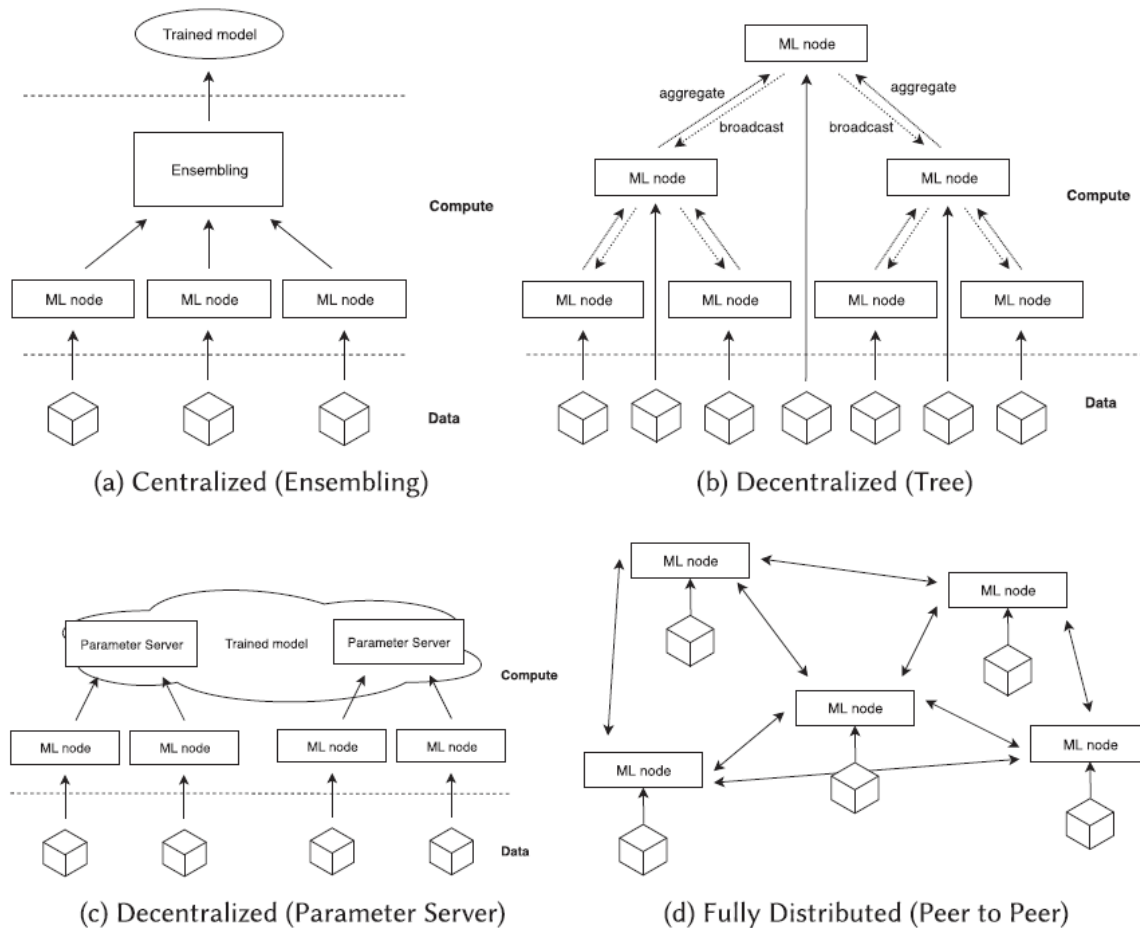 Trained model
Ensembling
Compute
ML node ML node ML node
Data
(a) Centralized (Ensembling)
ML node
aggregate aggregate
broadcast broadcast
ML node ML node
Compute
ML node ML node ML node ML node
Data
(b) Decentralized (Tree)
Parameter Server Trained model Parameter Server
Compute
ML node ML node ML node ML node
Data
(c) Decentralized (Parameter Server)
ML node
ML node
ML node
ML node
ML node
(d) Fully Distributed (Peer to Peer)